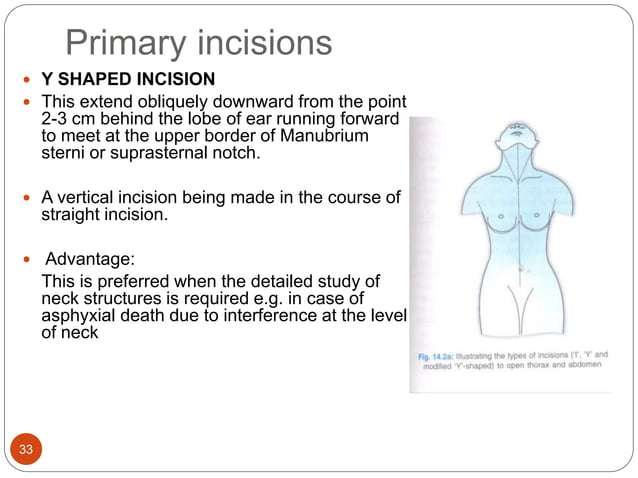 Primary incisions
Y SHAPED INCISION
This extend obliquely downward from the point
2-3 cm behind the lobe of ear running forward
to meet at the upper border of Manubrium
sterni or suprasternal notch.
A vertical incision being made in the course of
straight incision.
Advantage:
This is preferred when the detailed study of
neck structures is required e.g. in case of
asphyxial death due to interference at the level
of neck
Fig. 14.2a: Illustrating the types of incisions ('I', 'Y' and
modified 'Y'-shaped) to open thorax and abdomen
33